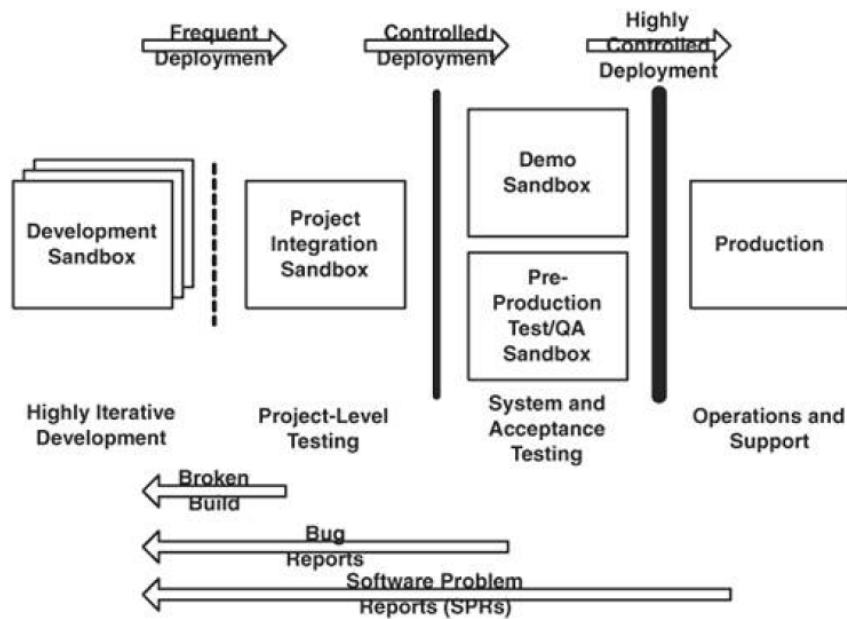 Frequent
Deployment
Controlled
Deployment
Highly
Controlled
Deployment
Development
Sandbox
Project
Integration
Sandbox
Demo
Sandbox
Pre-
Production
Test/QA
Sandbox
Production
Highly Iterative
Development
Project-Level
Testing
System and
Acceptance
Testing
Operations and
Support
Broken
Build
Bug
Reports
Software Problem
Reports (SPRs)